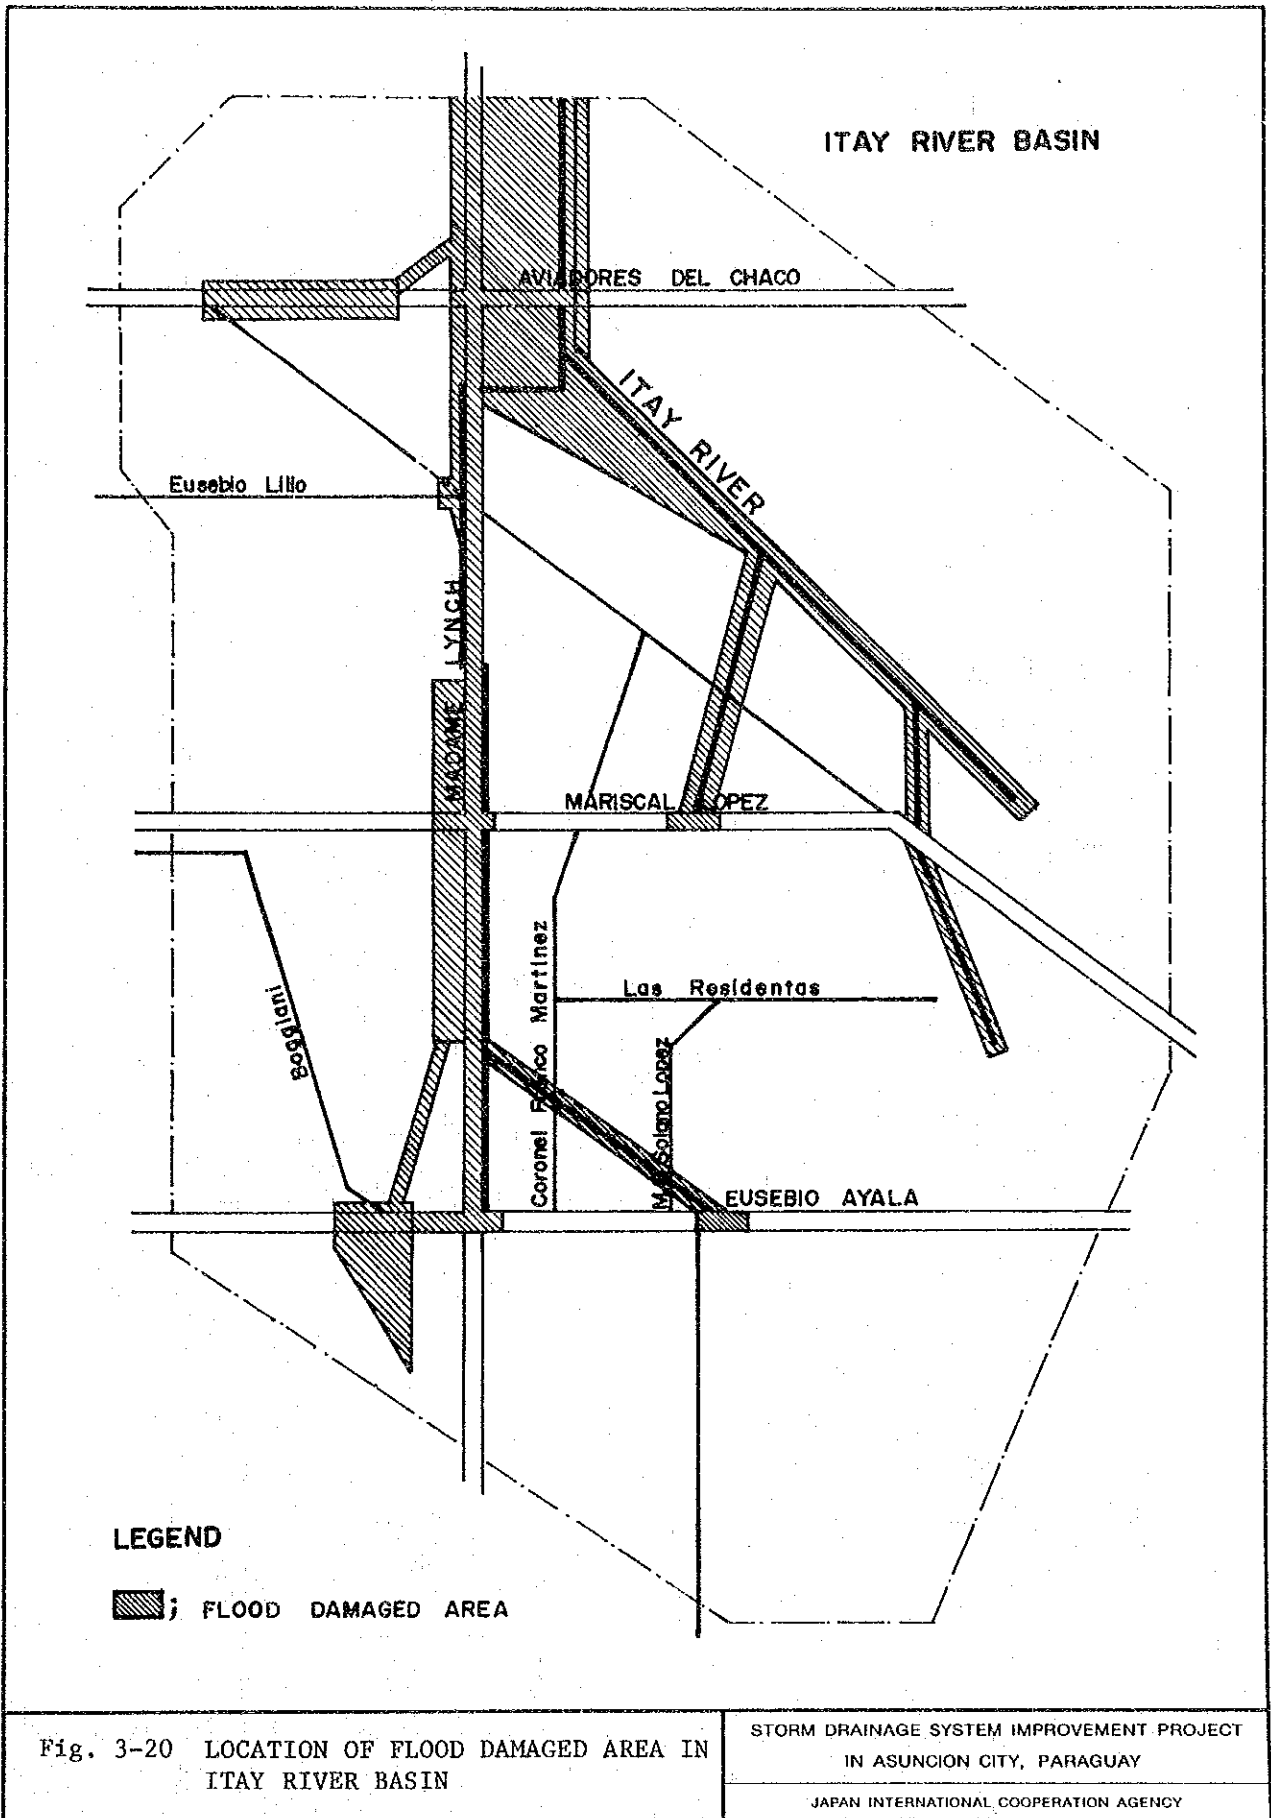 ITAY RIVER BASIN
AVIADORES DEL CHACO
ITAY RIVER
Eusebio Lillo
MADAME LYNCH
MARISCAL LOPEZ
Boggiani
Coronel Franco Martinez
Las Residentas
Solano Lopez
EUSEBIO AYALA
LEGEND
; FLOOD DAMAGED AREA
Fig. 3-20 LOCATION OF FLOOD DAMAGED AREA IN
ITAY RIVER BASIN
STORM DRAINAGE SYSTEM IMPROVEMENT PROJECT
IN ASUNCION CITY, PARAGUAY
JAPAN INTERNATIONAL COOPERATION AGENCY